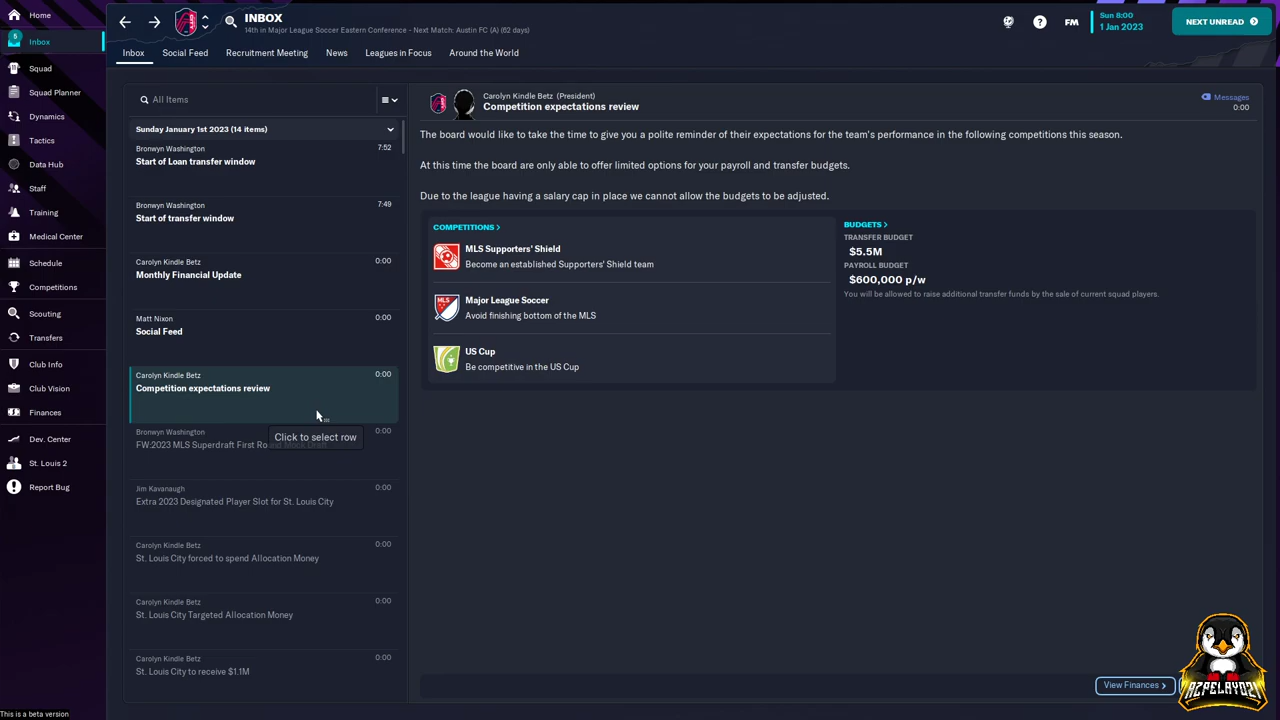 Home
5
Inbox
Squad
Squad Planner
Dynamics
Tactics
Data Hub
Staff
Training
Medical Center
Schedule
Competitions
Scouting
Transfers
Club Info
Club Vision
Finances
Dev. Center
St. Louis 2
Report Bug
This is a beta version
INBOX
14th in Major League Soccer Eastern Conference - Next Match: Austin FC (A) (62 days)
FM
Sun 8:00
1 Jan 2023
NEXT UNREAD
Inbox
Social Feed
Recruitment Meeting
News
Leagues in Focus
Around the World
All Items
Sunday January 1st 2023 (14 items)
Bronwyn Washington 7:52
Start of Loan transfer window
Bronwyn Washington 7:49
Start of transfer window
Carolyn Kindle Betz 0:00
Monthly Financial Update
Matt Nixon 0:00
Social Feed
Carolyn Kindle Betz 0:00
Competition expectations review
Click to select row
Bronwyn Washington 0:00
FW:2023 MLS Superdraft First Ro
Jim Kavanaugh 0:00
Extra 2023 Designated Player Slot for St. Louis City
Carolyn Kindle Betz 0:00
St. Louis City forced to spend Allocation Money
Carolyn Kindle Betz 0:00
St. Louis City Targeted Allocation Money
Carolyn Kindle Betz 0:00
St. Louis City to receive $1.1M
Carolyn Kindle Betz (President)
Competition expectations review
Messages
0:00
The board would like to take the time to give you a polite reminder of their expectations for the team's performance in the following competitions this season.
At this time the board are only able to offer limited options for your payroll and transfer budgets.
Due to the league having a salary cap in place we cannot allow the budgets to be adjusted.
COMPETITIONS
MLS Supporters' Shield
Become an established Supporters' Shield team
MLS
Major League Soccer
Avoid finishing bottom of the MLS
US Cup
Be competitive in the US Cup
BUDGETS
TRANSFER BUDGET
$5.5M
PAYROLL BUDGET
$600,000 p/w
You will be allowed to raise additional transfer funds by the sale of current squad players.
View Finances
AZPELAYO21